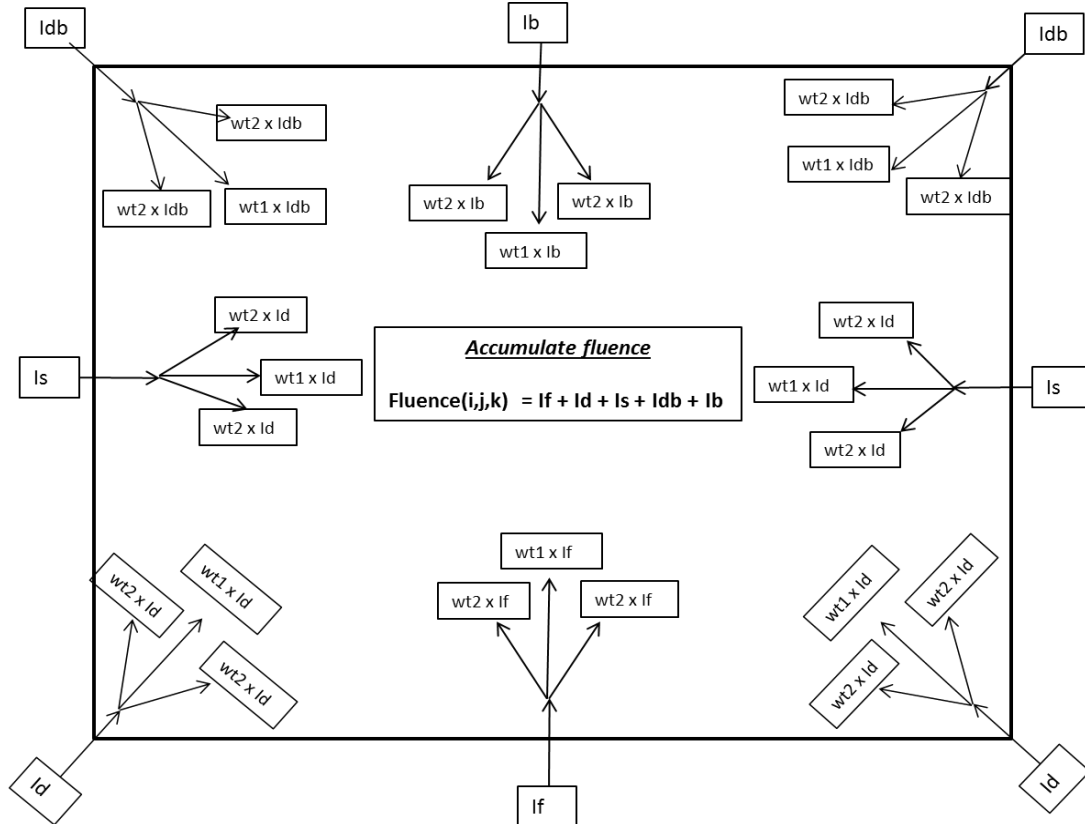 Idb
Ib
Idb
wt2 x Idb
wt2 x Idb
wt1 x Idb
wt2 x Ib
wt2 x Ib
wt1 x Ib
wt2 x Idb
wt1 x Idb
wt2 x Idb
Is
wt2 x Id
wt1 x Id
wt2 x Id
Accumulate fluence
Fluence(i,j,k) = If + Id + Is + Idb + Ib
wt2 x Id
wt1 x Id
wt2 x Id
Is
wt2 x Id
wt1 x Id
wt2 x Id
wt1 x If
wt2 x If
wt2 x If
wt1 x Id
wt2 x Id
wt2 x Id
Id
If
Id